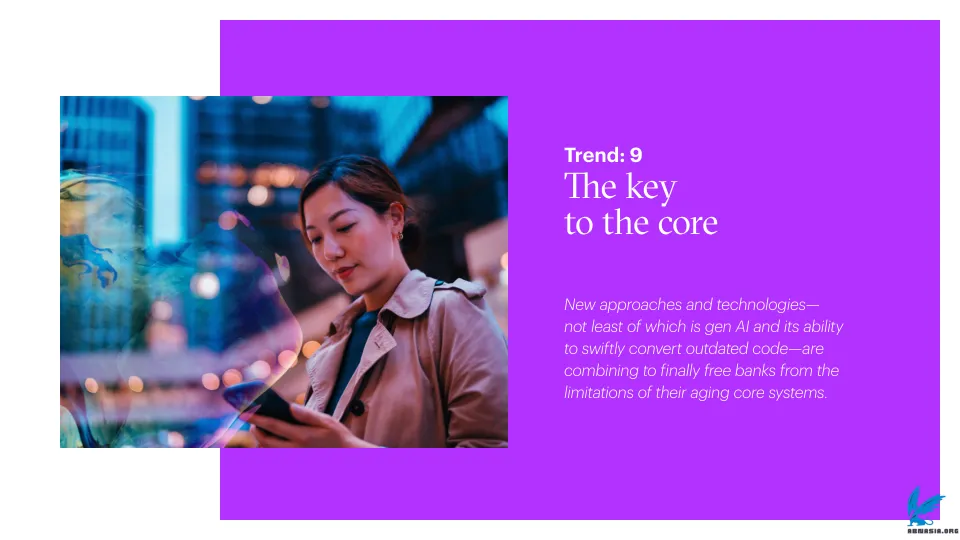 Trend: 9
The key
to the core
New approaches and technologies—
not least of which is gen AI and its ability
to swiftly convert outdated code—are
combining to finally free banks from the
limitations of their aging core systems.
ABNASIA.ORG